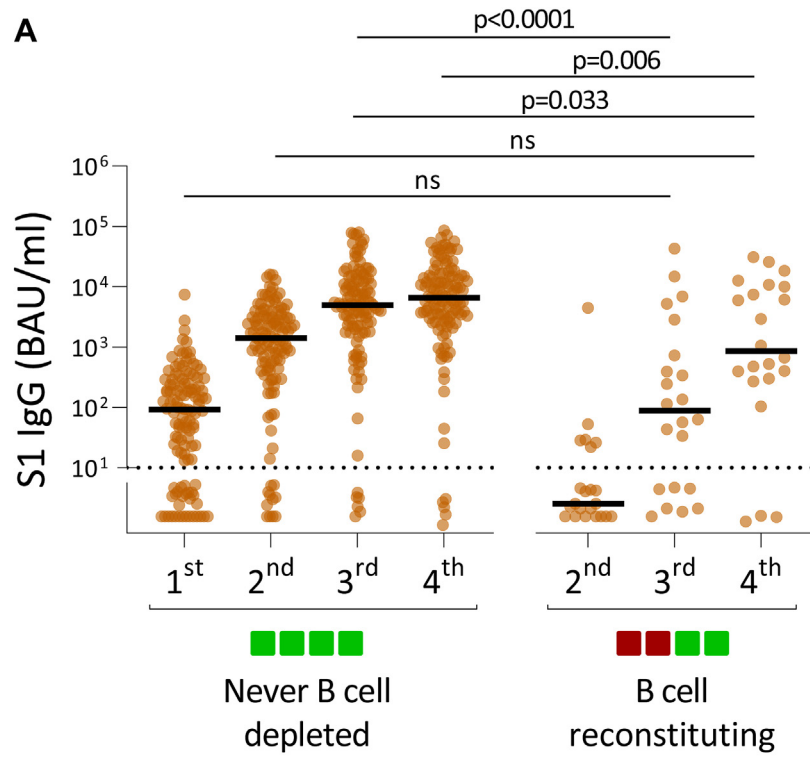 A
p<0.0001
p=0.006
p=0.033
ns
ns
S1 IgG (BAU/ml)
10⁶
10⁵
10⁴
10³
10²
10¹
1st 2nd 3rd 4th 2nd 3rd 4th
Never B cell
depleted
B cell
reconstituting